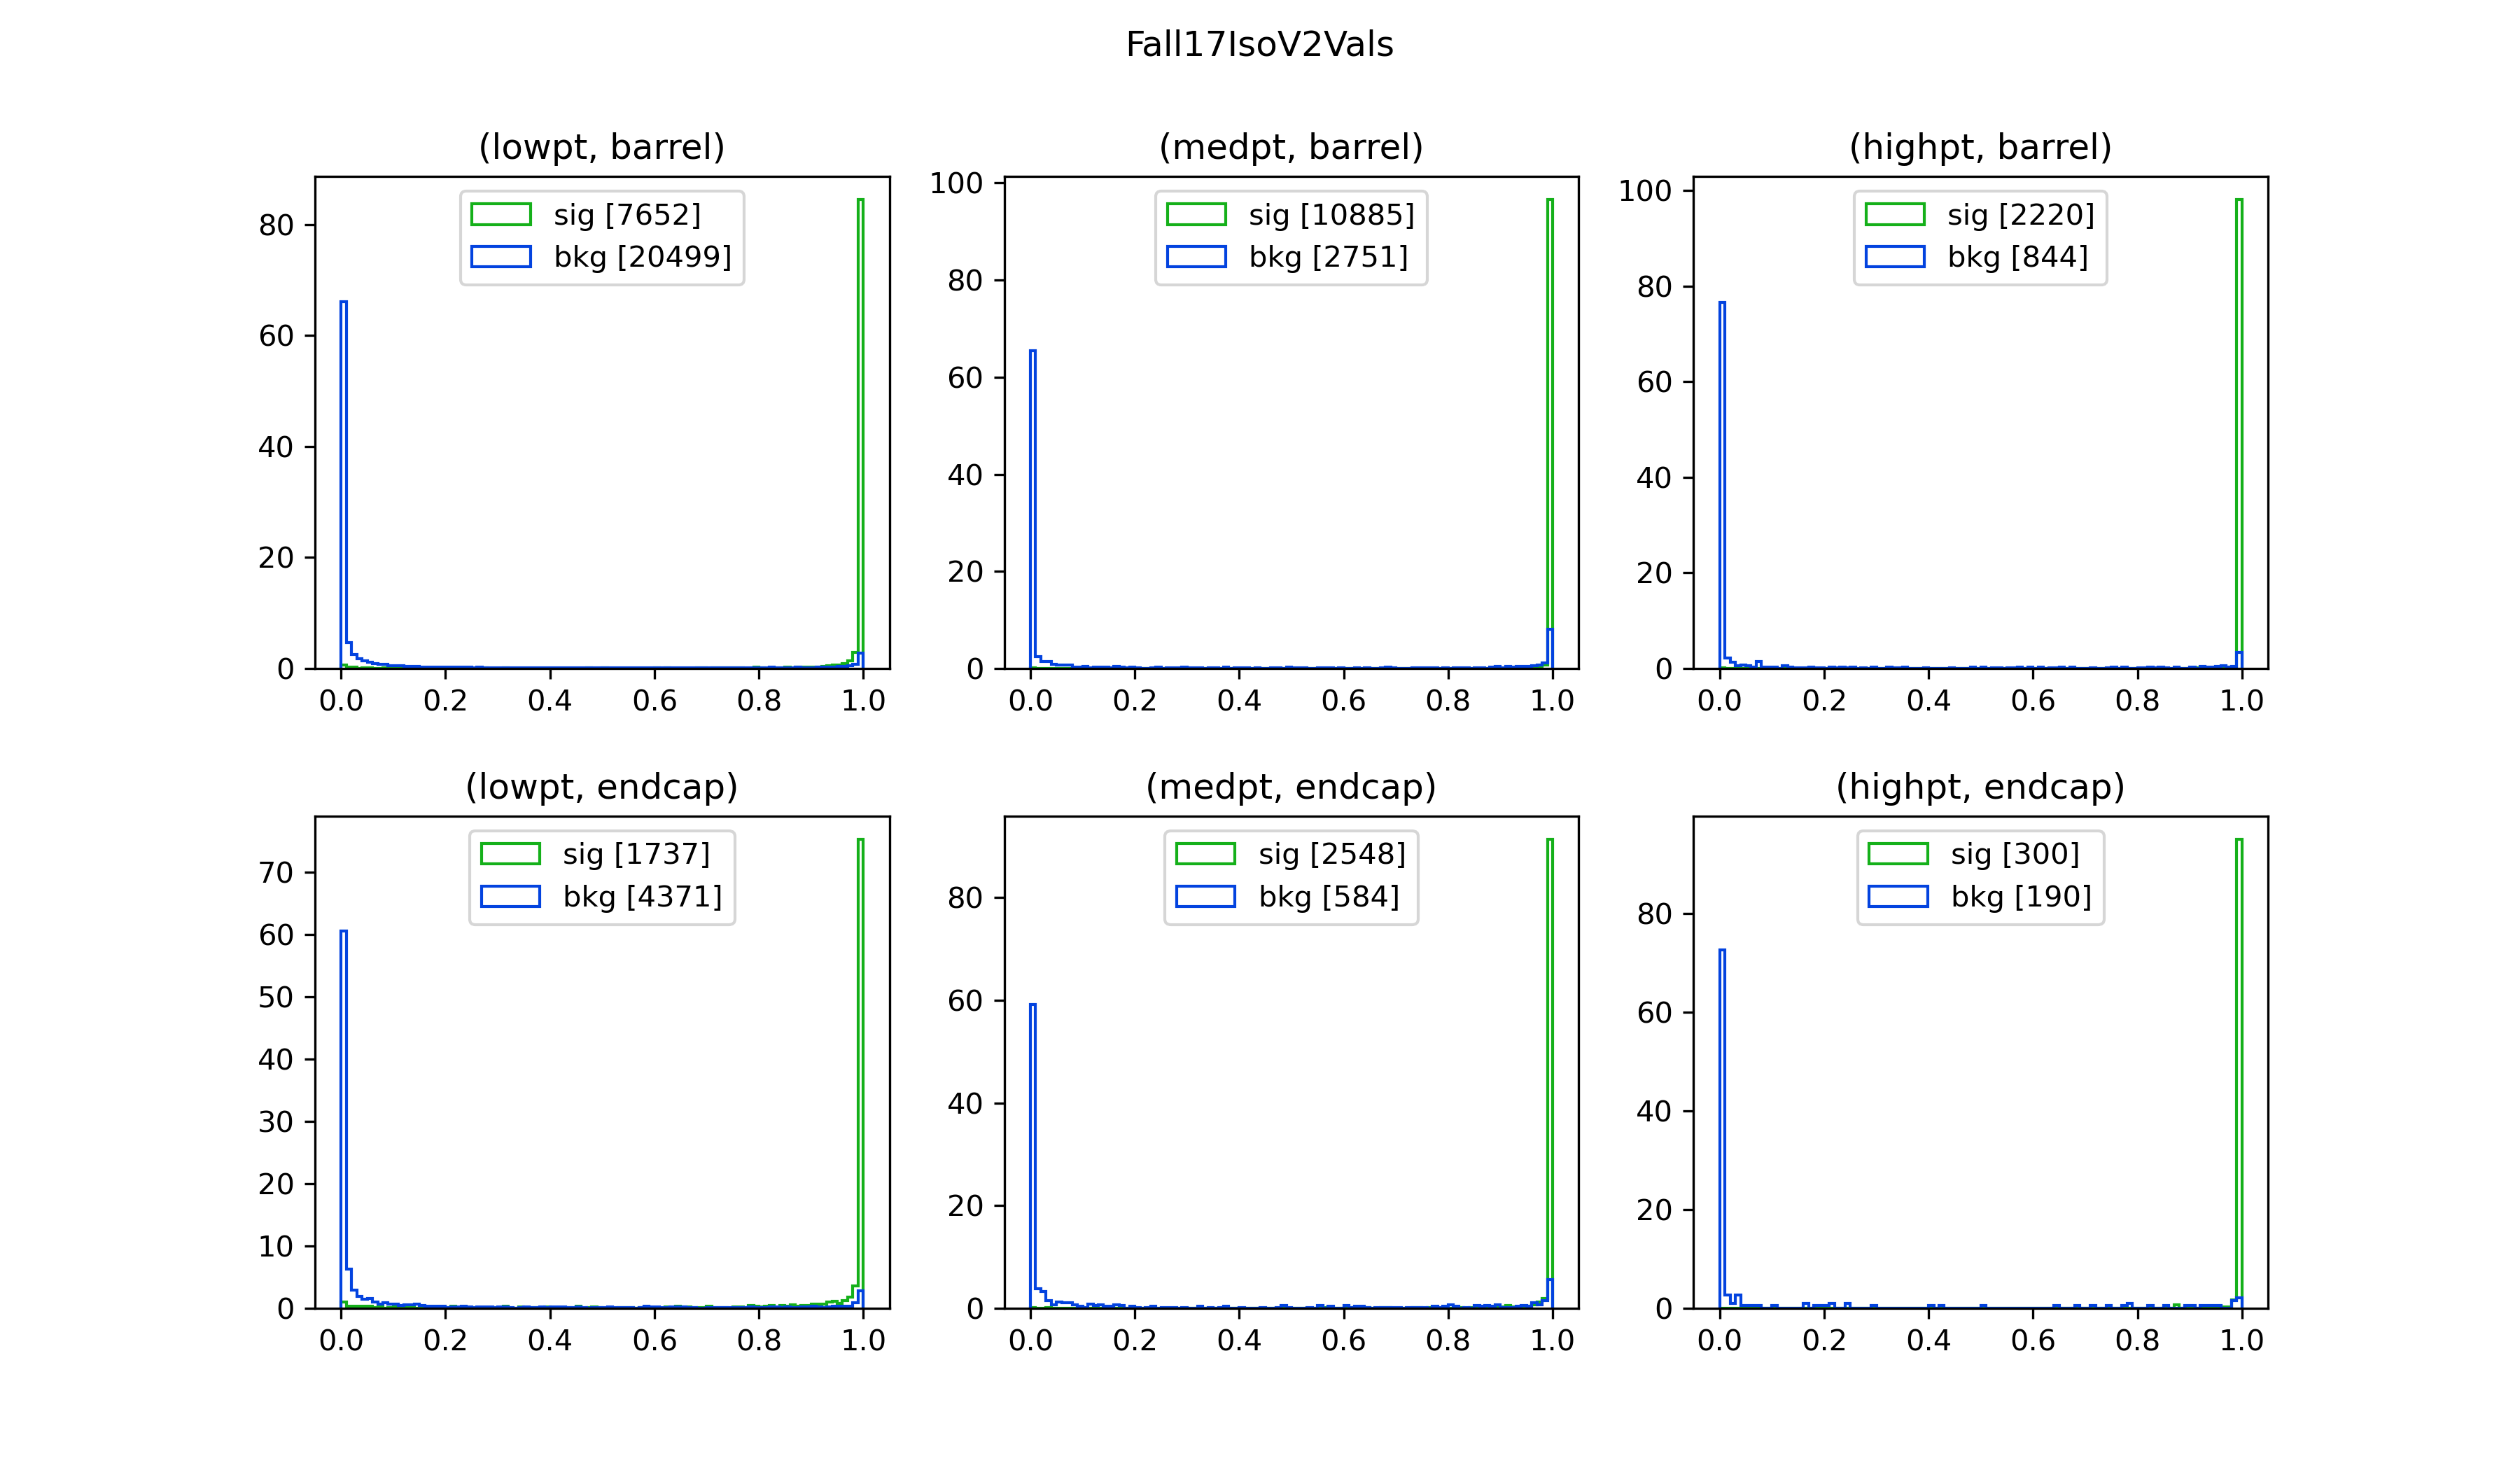 Fall17IsoV2Vals
(lowpt, barrel)
80
60
40
20
0
0.0 0.2 0.4 0.6 0.8 1.0
sig [7652]
bkg [20499]
(medpt, barrel)
100
80
60
40
20
0
0.0 0.2 0.4 0.6 0.8 1.0
sig [10885]
bkg [2751]
(highpt, barrel)
100
80
60
40
20
0
0.0 0.2 0.4 0.6 0.8 1.0
sig [2220]
bkg [844]
(lowpt, endcap)
70
60
50
40
30
20
10
0
0.0 0.2 0.4 0.6 0.8 1.0
sig [1737]
bkg [4371]
(medpt, endcap)
80
60
40
20
0
0.0 0.2 0.4 0.6 0.8 1.0
sig [2548]
bkg [584]
(highpt, endcap)
80
60
40
20
0
0.0 0.2 0.4 0.6 0.8 1.0
sig [300]
bkg [190]